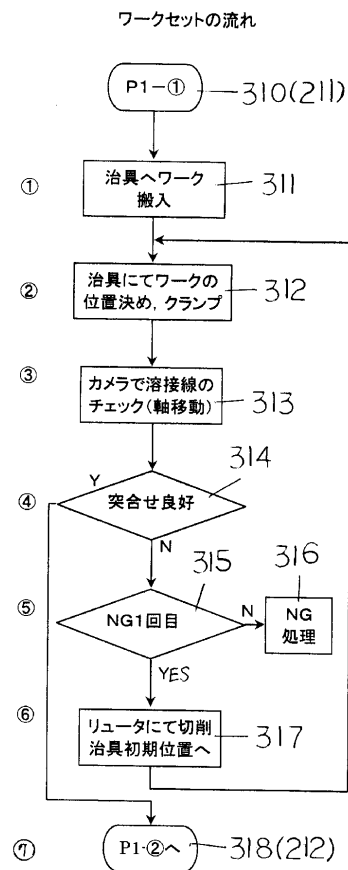 ワークセットの流れ
P1-①
310(211)
①
治具へワーク
搬入
311
②
治具にてワークの
位置決め,クランプ
312
③
カメラで溶接線の
チェック(軸移動)
313
④
Y
突合せ良好
314
N
⑤
NG1回目
315
N
NG
処理
316
YES
⑥
リュータにて切削
治具初期位置へ
317
⑦
P1-②へ
318(212)